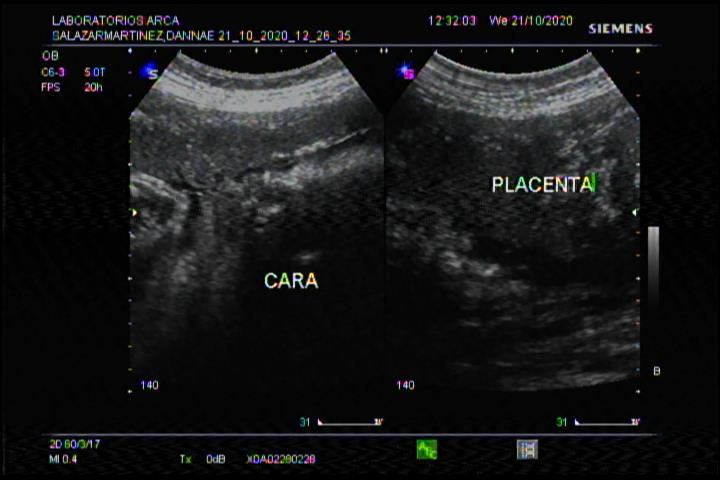 LABORATORIOS ARCA
12:32:03 We 21/10/2020
SIEMENS
SALAZARMARTINEZ,DANNAE 21_10_2020_12_26_35
OB
C6-3 5.0T
FPS 20h
S
S
PLACENTA
CARA
B
140
140
31
31
2D 60/3/17
MI 0.4
Tx 0dB XDA02280228